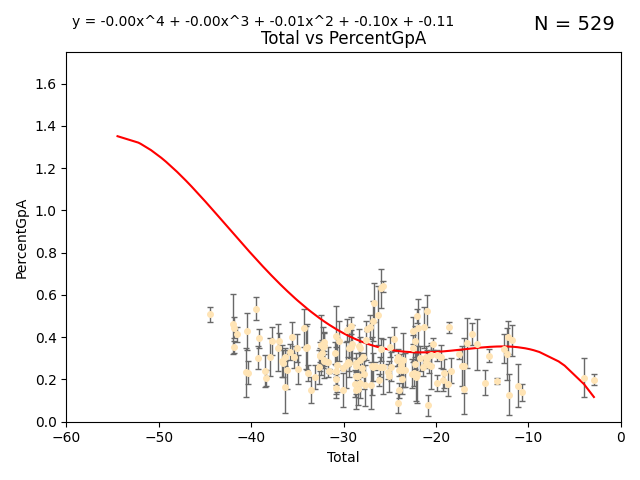 y = -0.00x^4 + -0.00x^3 + -0.01x^2 + -0.10x + -0.11
N = 529
Total vs PercentGpA
1.6
1.4
1.2
1.0
0.8
0.6
0.4
0.2
0.0
PercentGpA
−60 −50 −40 −30 −20 −10 0
Total